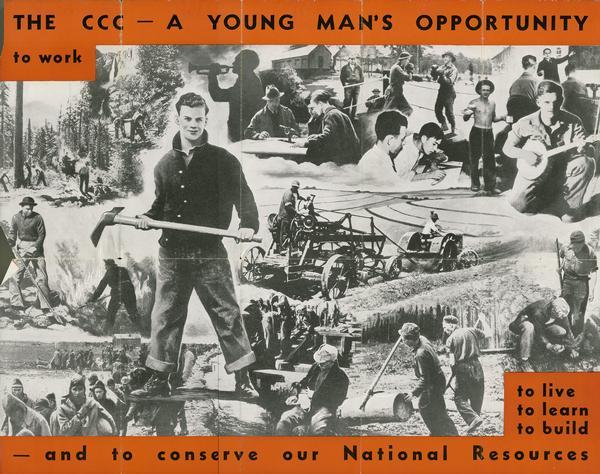 THE CCC — A YOUNG MAN'S OPPORTUNITY
to work
to live
to learn
to build
— and to conserve our National Resources